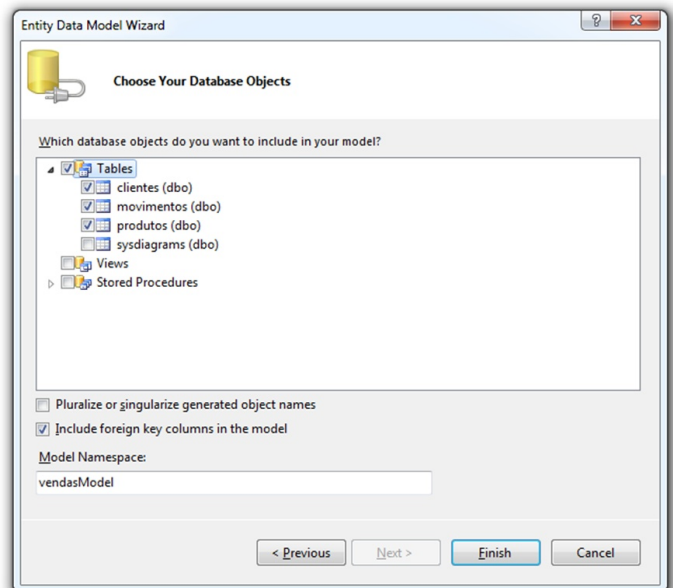 Entity Data Model Wizard
Choose Your Database Objects
Which database objects do you want to include in your model?
Tables
clientes (dbo)
movimentos (dbo)
produtos (dbo)
sysdiagrams (dbo)
Views
Stored Procedures
Pluralize or singularize generated object names
Include foreign key columns in the model
Model Namespace:
vendasModel
< Previous Next > Finish Cancel